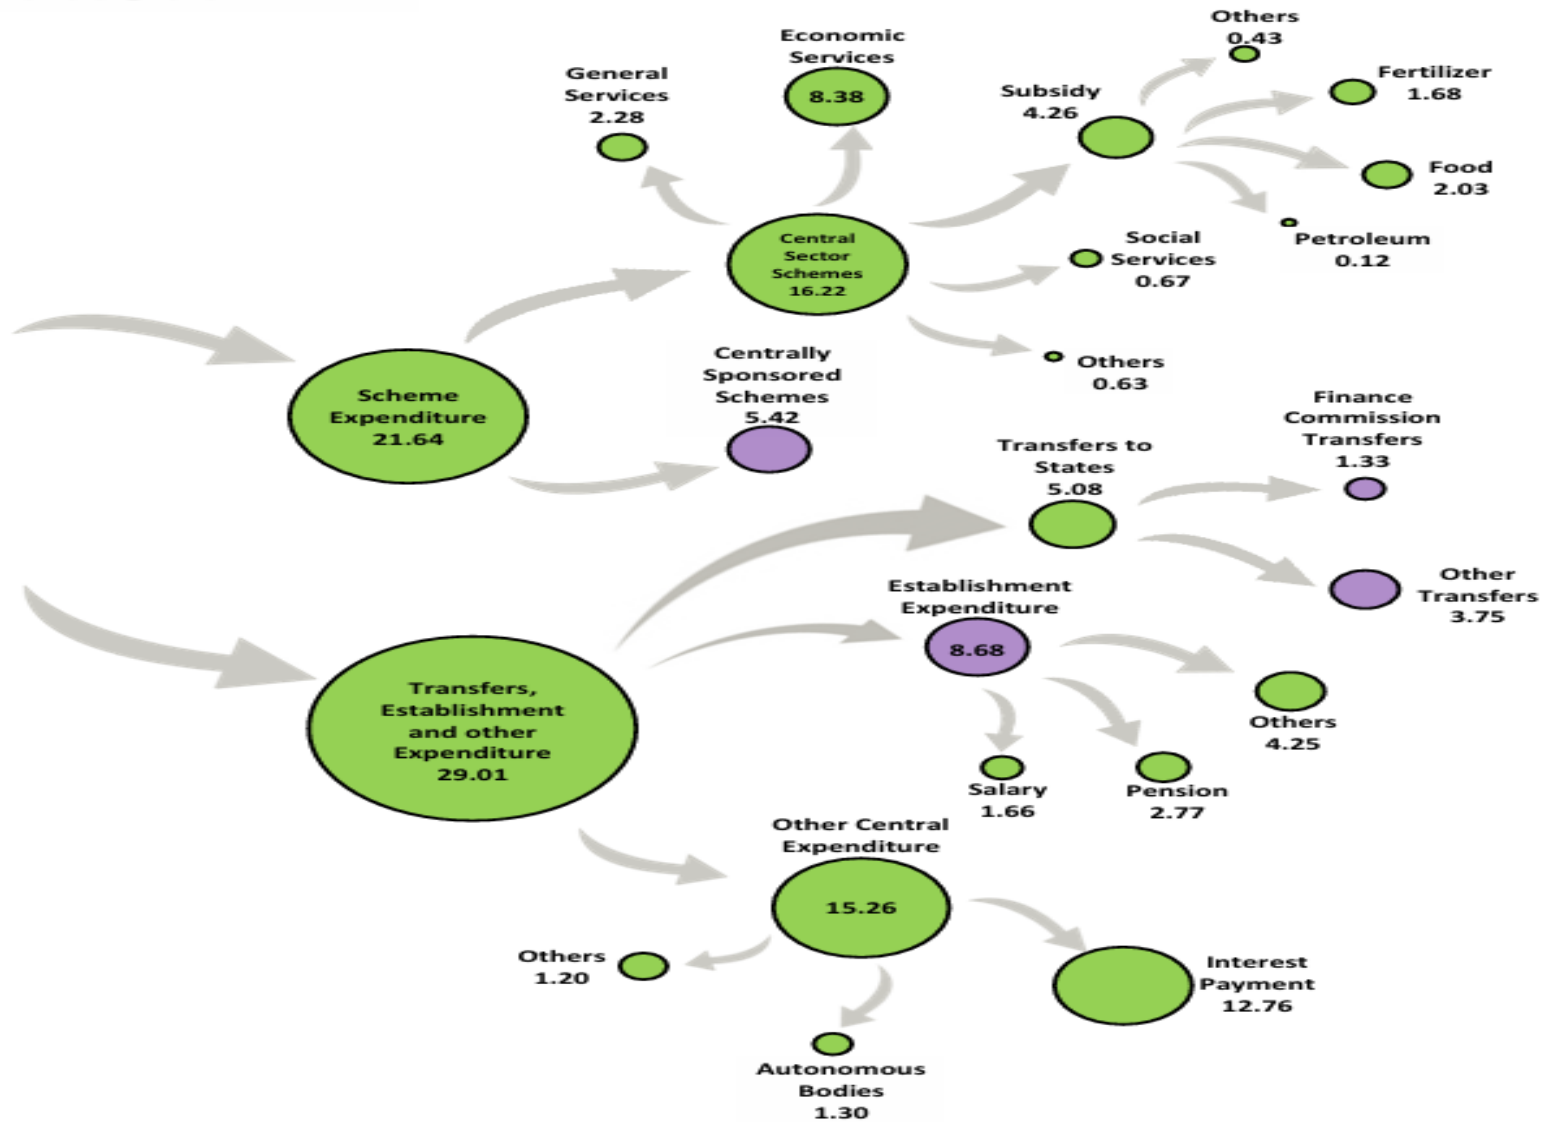 Others
0.43
Economic
Services
8.38
General
Services
2.28
Subsidy
4.26
Fertilizer
1.68
Food
2.03
Petroleum
0.12
Central
Sector
Schemes
16.22
Social
Services
0.67
Others
0.63
Scheme
Expenditure
21.64
Centrally
Sponsored
Schemes
5.42
Finance
Commission
Transfers
1.33
Transfers to
States
5.08
Other
Transfers
3.75
Establishment
Expenditure
8.68
Others
4.25
Transfers,
Establishment
and other
Expenditure
29.01
Salary
1.66
Pension
2.77
Other Central
Expenditure
15.26
Others
1.20
Interest
Payment
12.76
Autonomous
Bodies
1.30